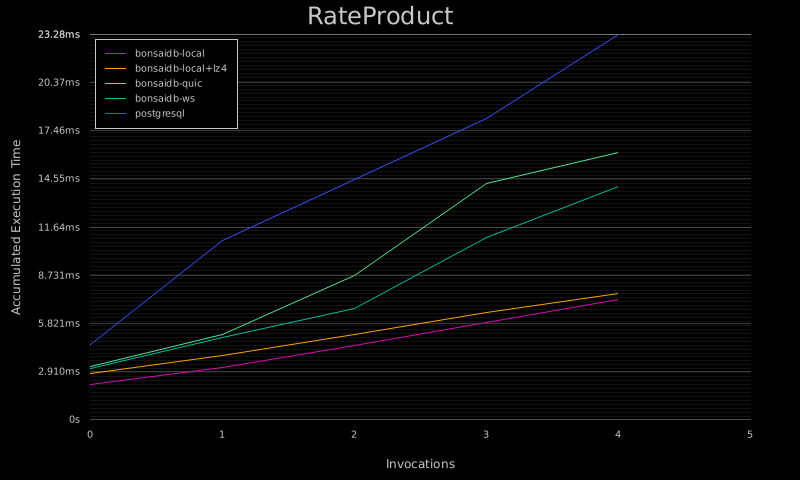 RateProduct
23.28ms
20.37ms
17.46ms
14.55ms
11.64ms
8.731ms
5.821ms
2.910ms
0s
bonsaidb-local
bonsaidb-local+lz4
bonsaidb-quic
bonsaidb-ws
postgresql
Accumulated Execution Time
0 1 2 3 4 5
Invocations